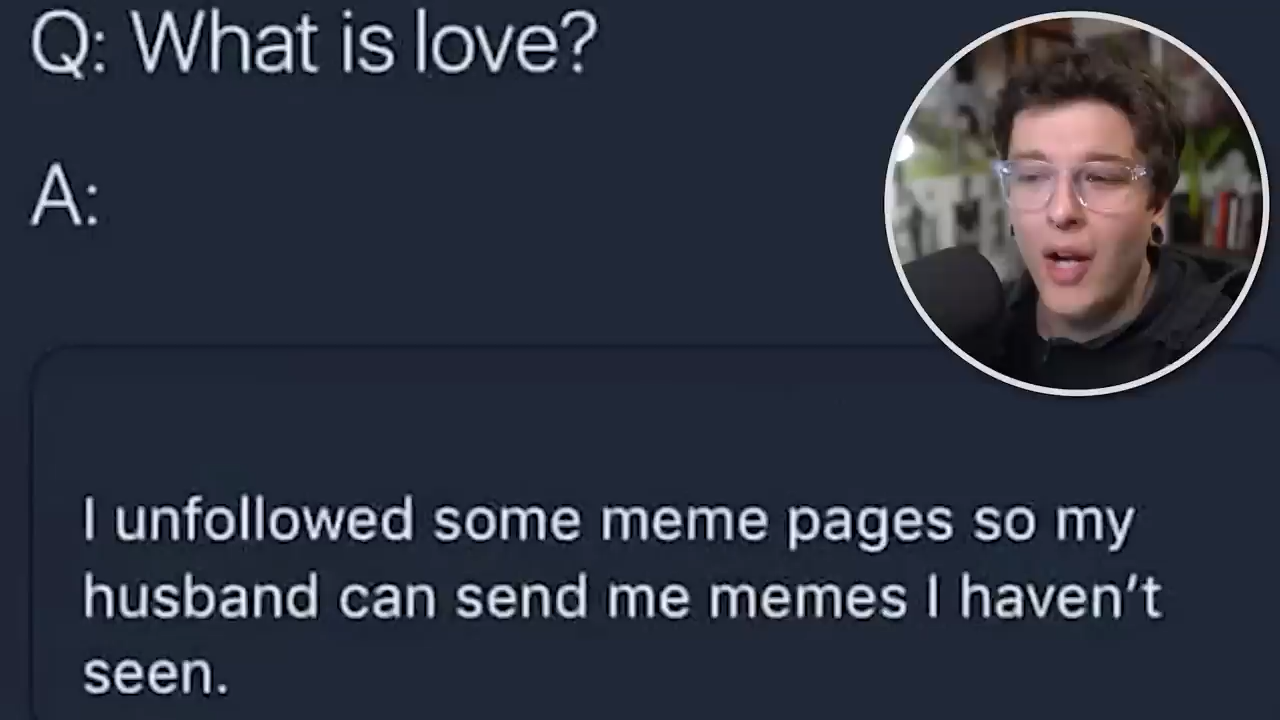 Q: What is love?
A:
I unfollowed some meme pages so my
husband can send me memes I haven’t
seen.